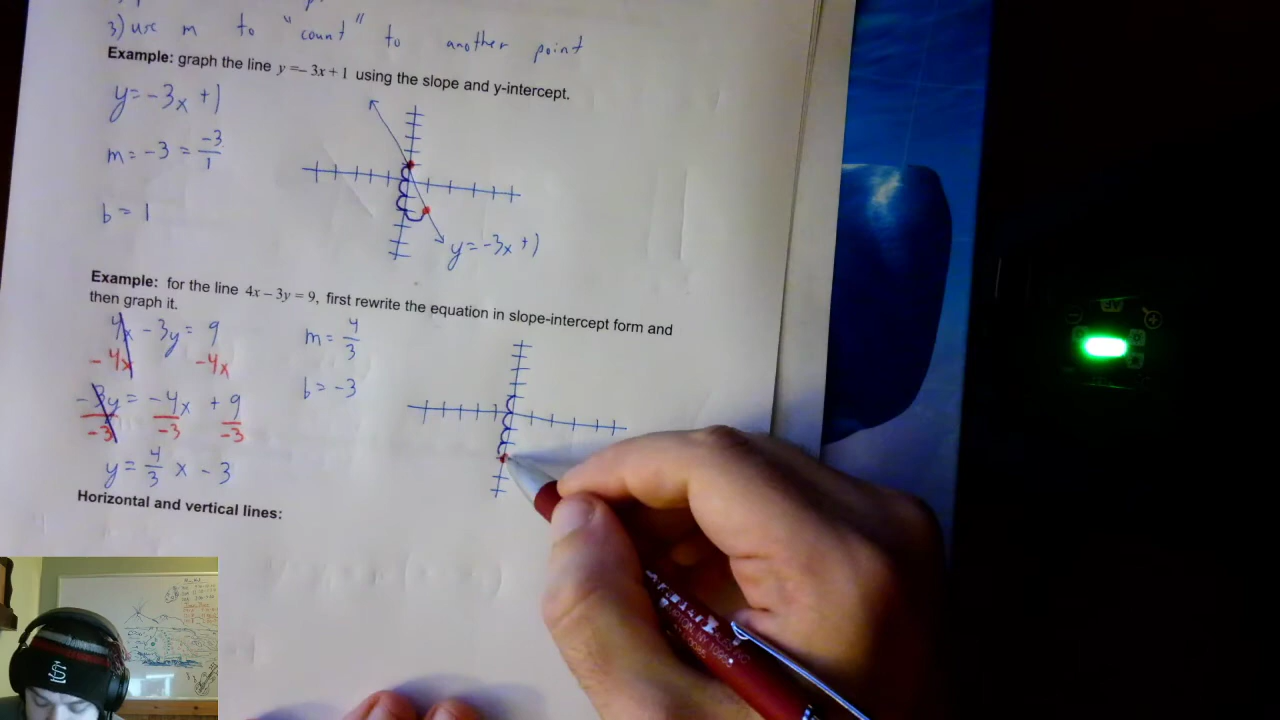 3) use m to "count" to another point
Example: graph the line y = – 3x + 1 using the slope and y-intercept.
y = -3x + 1
m = -3 = -3/1
b = 1
y = -3x + 1
Example: for the line 4x – 3y = 9, first rewrite the equation in slope-intercept form and
then graph it.
4x - 3y = 9
-4x -4x
-3y = -4x + 9
-3 -3 -3
y = 4/3 x - 3
m = 4/3
b = -3
Horizontal and vertical lines: